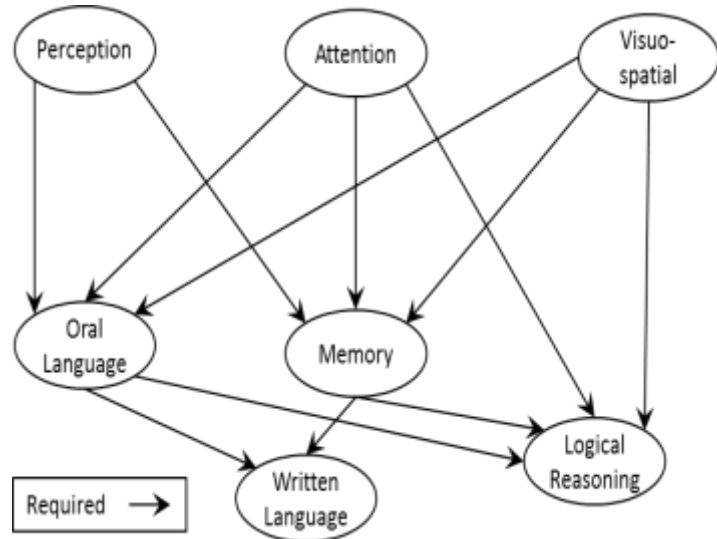 Perception
Attention
Visuo-
spatial
Oral
Language
Memory
Logical
Reasoning
Written
Language
Required